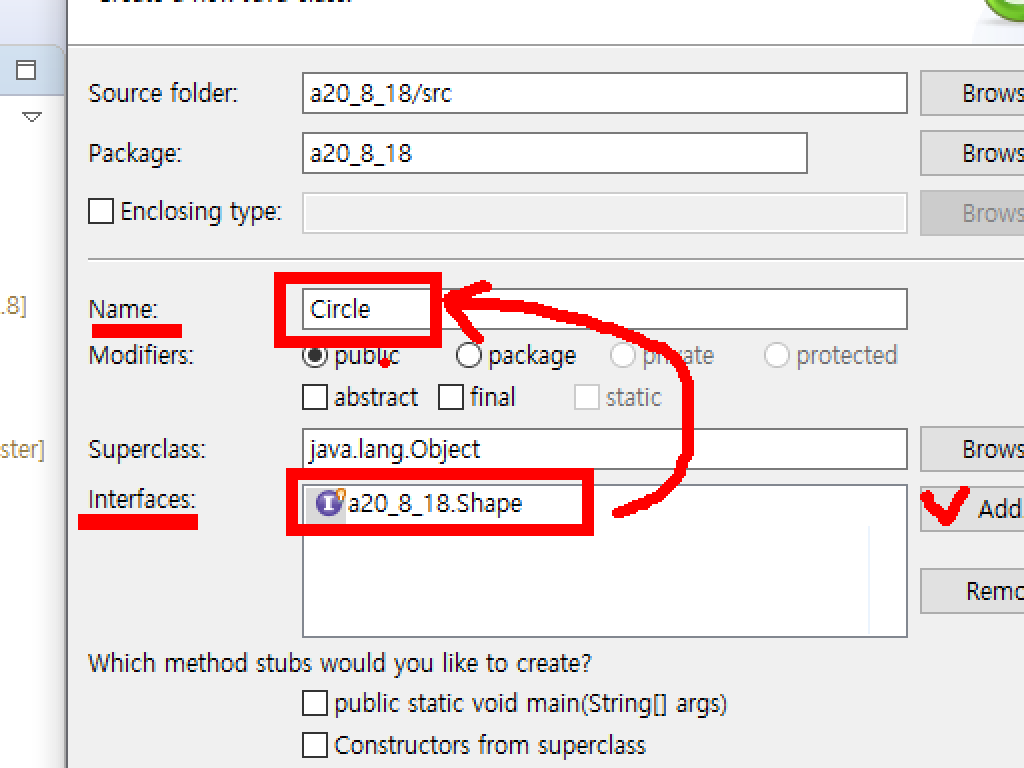 Source folder: a20_8_18/src Brows
Package: a20_8_18 Brows
Enclosing type: Brows
Name: Circle
.8]
Modifiers: public package private protected
abstract final static
Superclass: java.lang.Object Brows
ster]
Interfaces: a20_8_18.Shape Add
Remo
Which method stubs would you like to create?
public static void main(String[] args)
Constructors from superclass